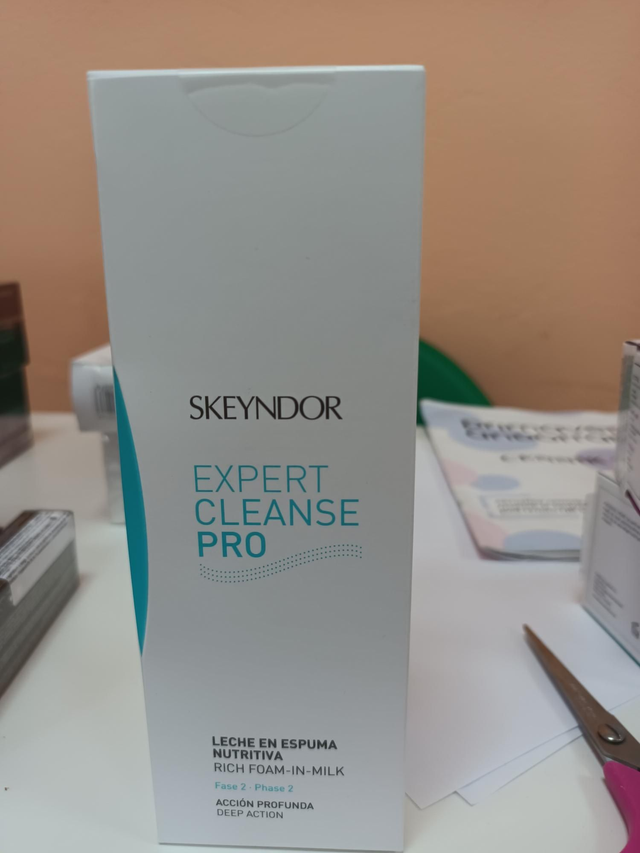 SKEYNDOR
EXPERT
CLEANSE
PRO
LECHE EN ESPUMA
NUTRITIVA
RICH FOAM-IN-MILK
Fase 2 · Phase 2
ACCIÓN PROFUNDA
DEEP ACTION